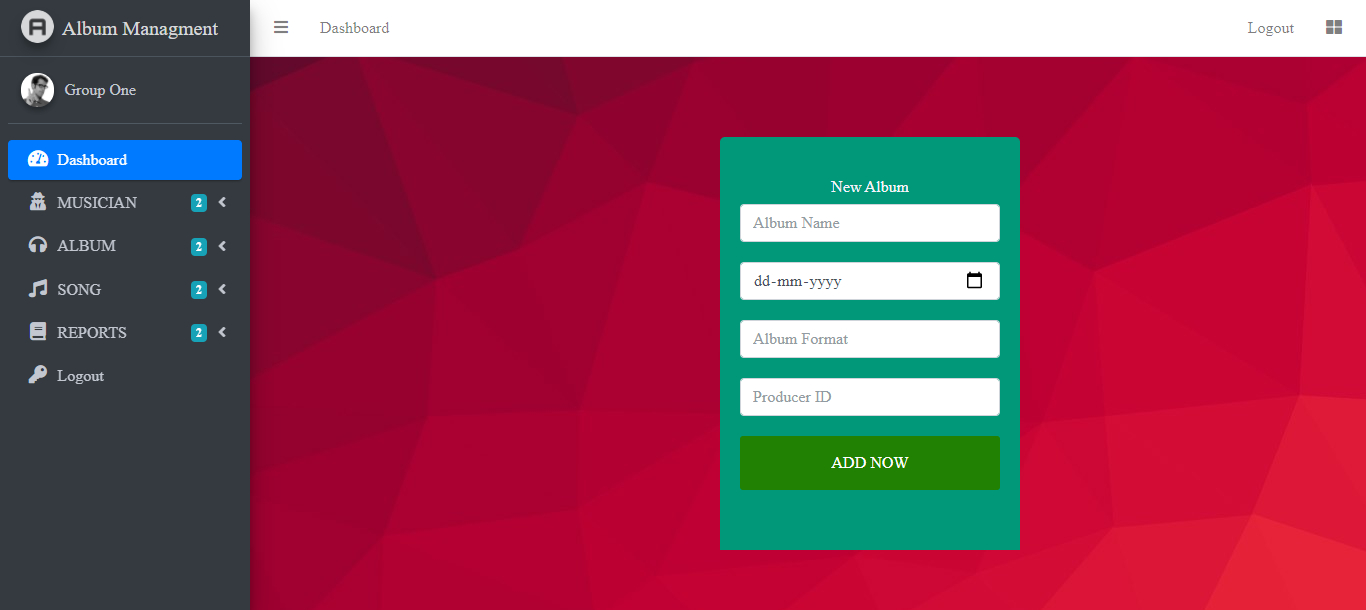 Album Managment
Dashboard
Logout
Group One
Dashboard
MUSICIAN 2
ALBUM 2
SONG 2
REPORTS 2
Logout
New Album
Album Name
dd-mm-yyyy
Album Format
Producer ID
ADD NOW